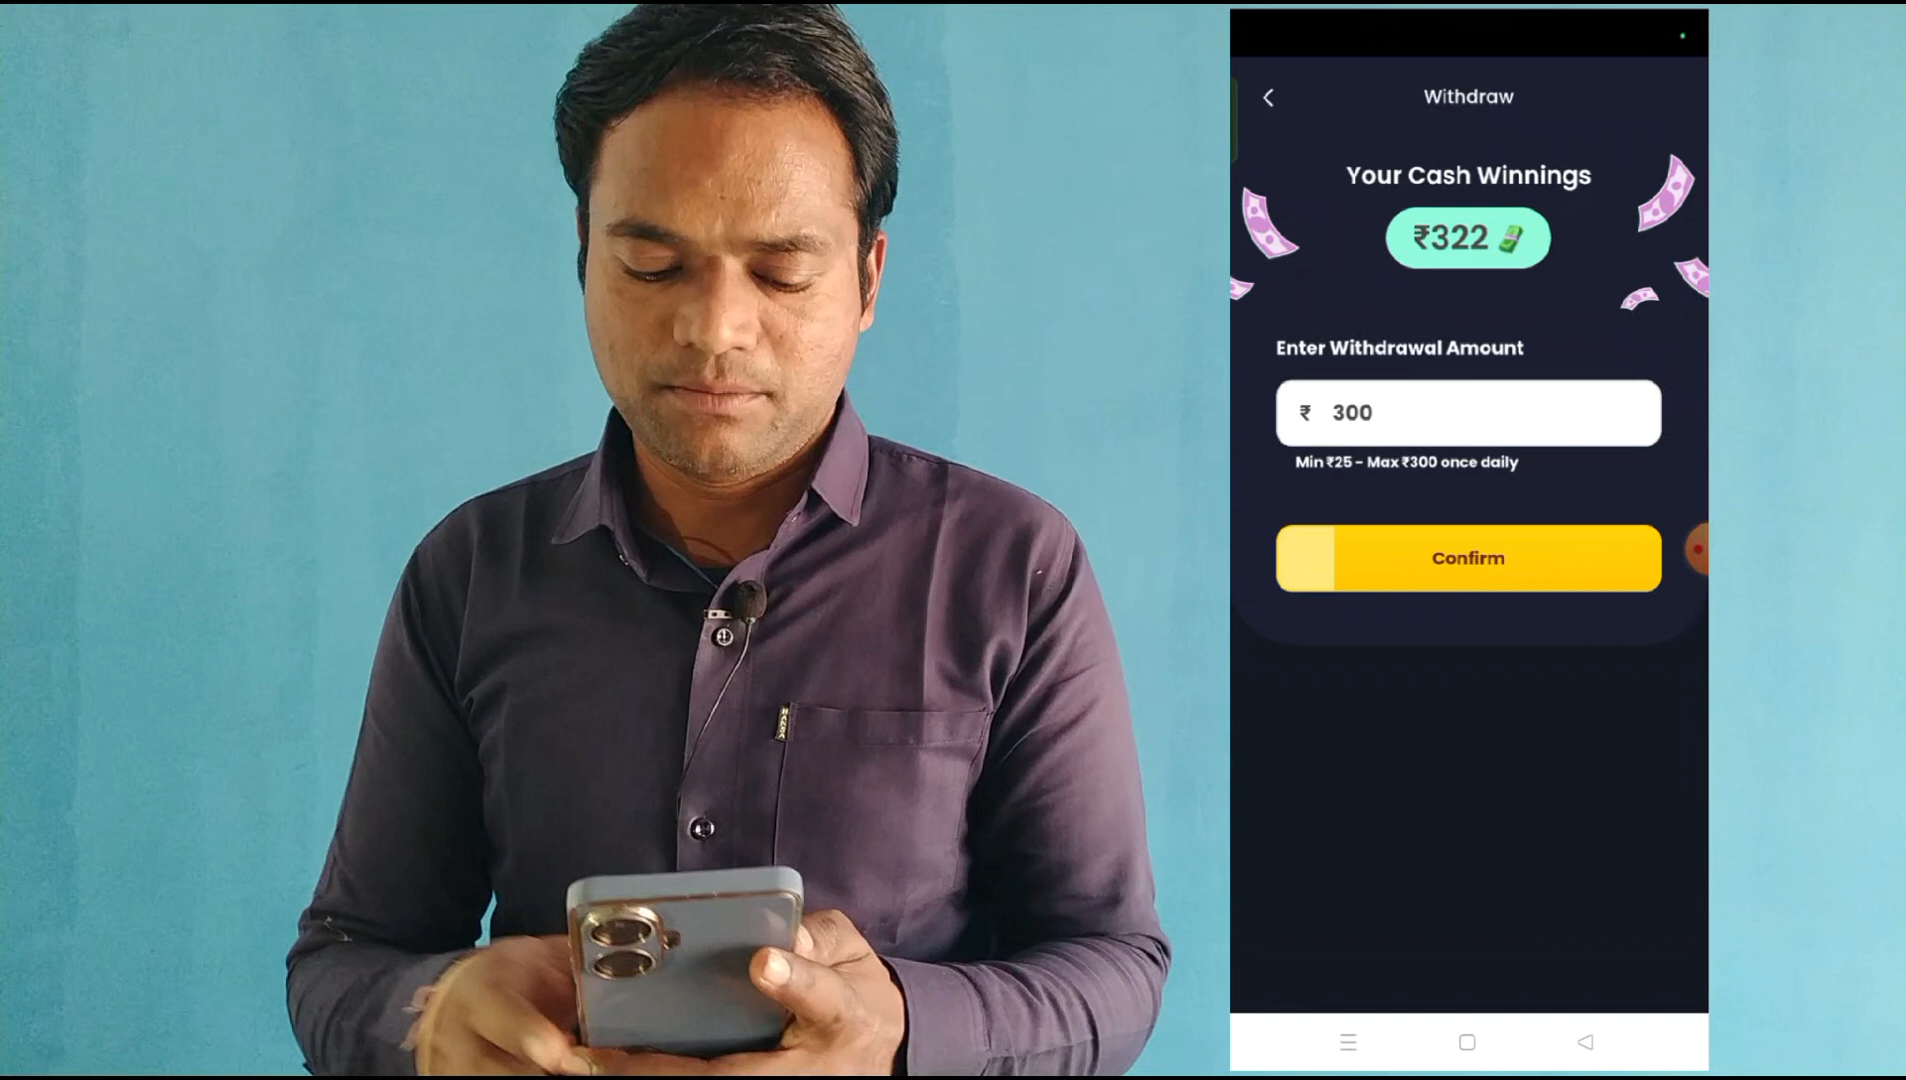 Withdraw
Your Cash Winnings
₹322
Enter Withdrawal Amount
₹ 300
Min ₹25 - Max ₹300 once daily
Confirm